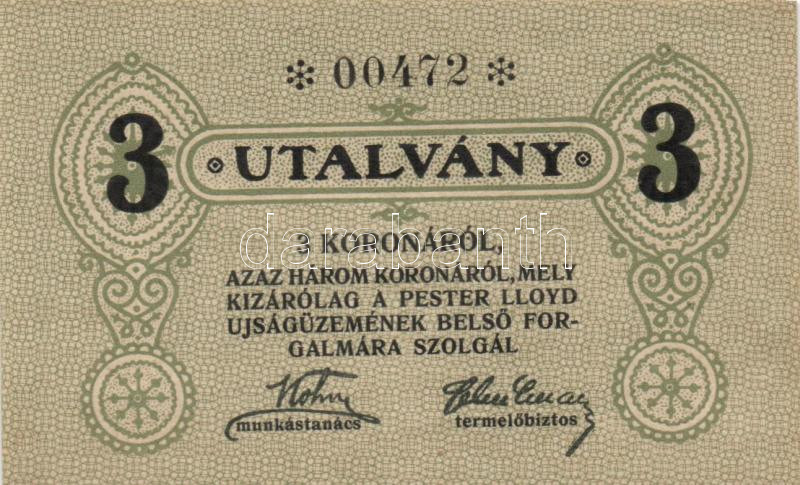 * 00472 *
3 UTALVÁNY 3
3 KORONÁRÓL,
AZAZ HÁROM KORONÁRÓL, MELY
KIZÁRÓLAG A PESTER LLOYD
UJSÁGÜZEMÉNEK BELSŐ FOR-
GALMÁRA SZOLGÁL
munkástanács termelőbiztos
darabanth